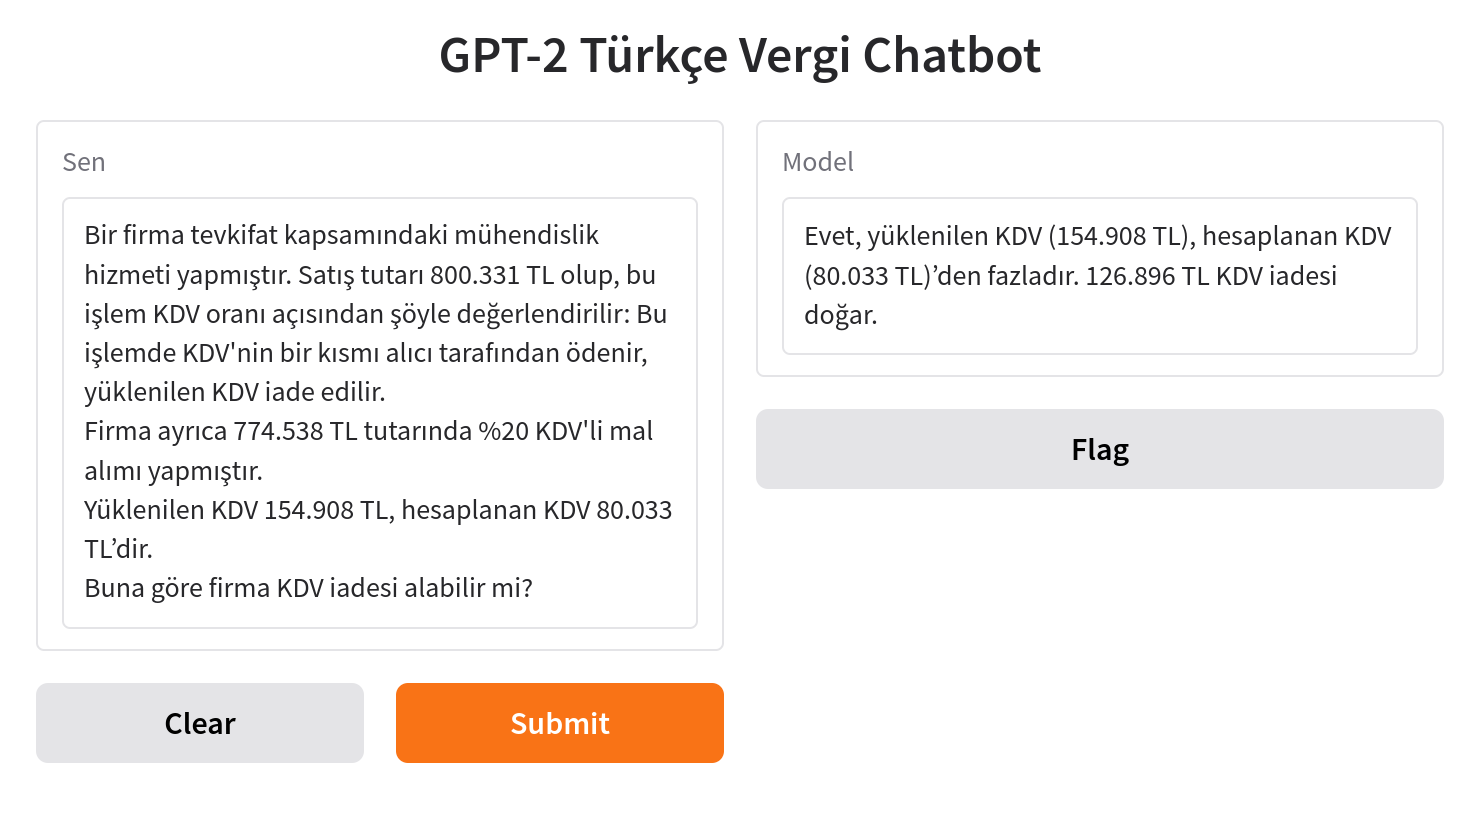 GPT-2 Türkçe Vergi Chatbot
Sen
Bir firma tevkifat kapsamındaki mühendislik
hizmeti yapmıştır. Satış tutarı 800.331 TL olup, bu
işlem KDV oranı açısından şöyle değerlendirilir: Bu
işlemde KDV'nin bir kısmı alıcı tarafından ödenir,
yüklenilen KDV iade edilir.
Firma ayrıca 774.538 TL tutarında %20 KDV'li mal
alımı yapmıştır.
Yüklenilen KDV 154.908 TL, hesaplanan KDV 80.033
TL’dir.
Buna göre firma KDV iadesi alabilir mi?
Clear
Submit
Model
Evet, yüklenilen KDV (154.908 TL), hesaplanan KDV
(80.033 TL)’den fazladır. 126.896 TL KDV iadesi
doğar.
Flag